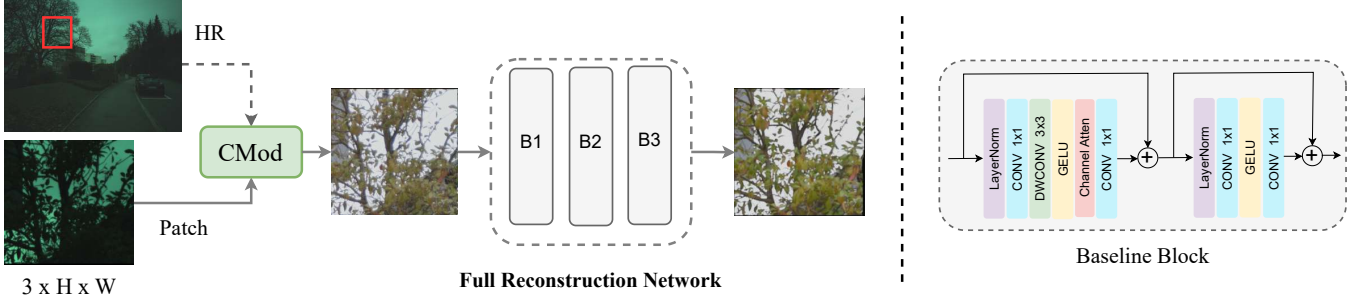 HR
CMod
Patch
3 x H x W
B1
B2
B3
Full Reconstruction Network
LayerNorm
CONV 1x1
DWCONV 3x3
GELU
Channel Atten
CONV 1x1
LayerNorm
CONV 1x1
GELU
CONV 1x1
Baseline Block